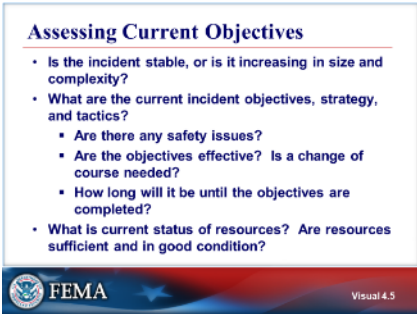 Assessing Current Objectives
• Is the incident stable, or is it increasing in size and
complexity?
• What are the current incident objectives, strategy,
and tactics?
▪ Are there any safety issues?
▪ Are the objectives effective?  Is a change of
course needed?
▪ How long will it be until the objectives are
completed?
• What is current status of resources?  Are resources
sufficient and in good condition?
FEMA
Visual 4.5